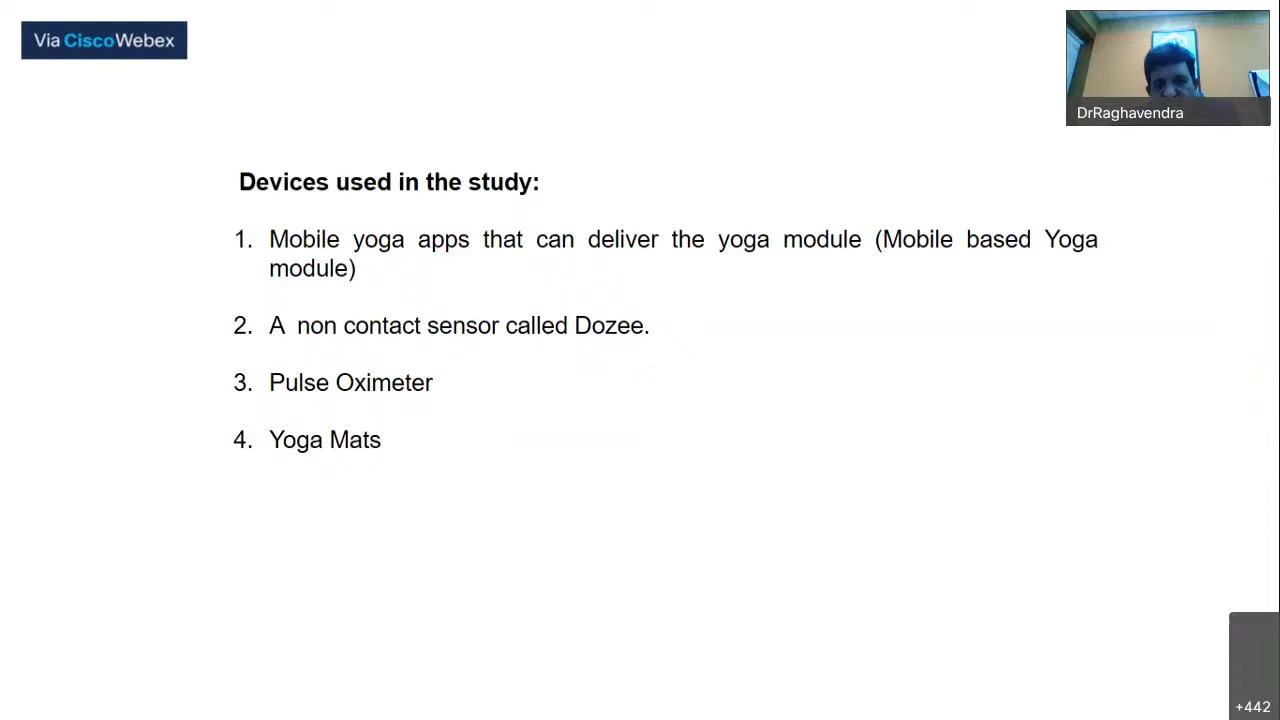 Via CiscoWebex
DrRaghavendra
Devices used in the study:
1. Mobile yoga apps that can deliver the yoga module (Mobile based Yoga
module)
2. A non contact sensor called Dozee.
3. Pulse Oximeter
4. Yoga Mats
+442